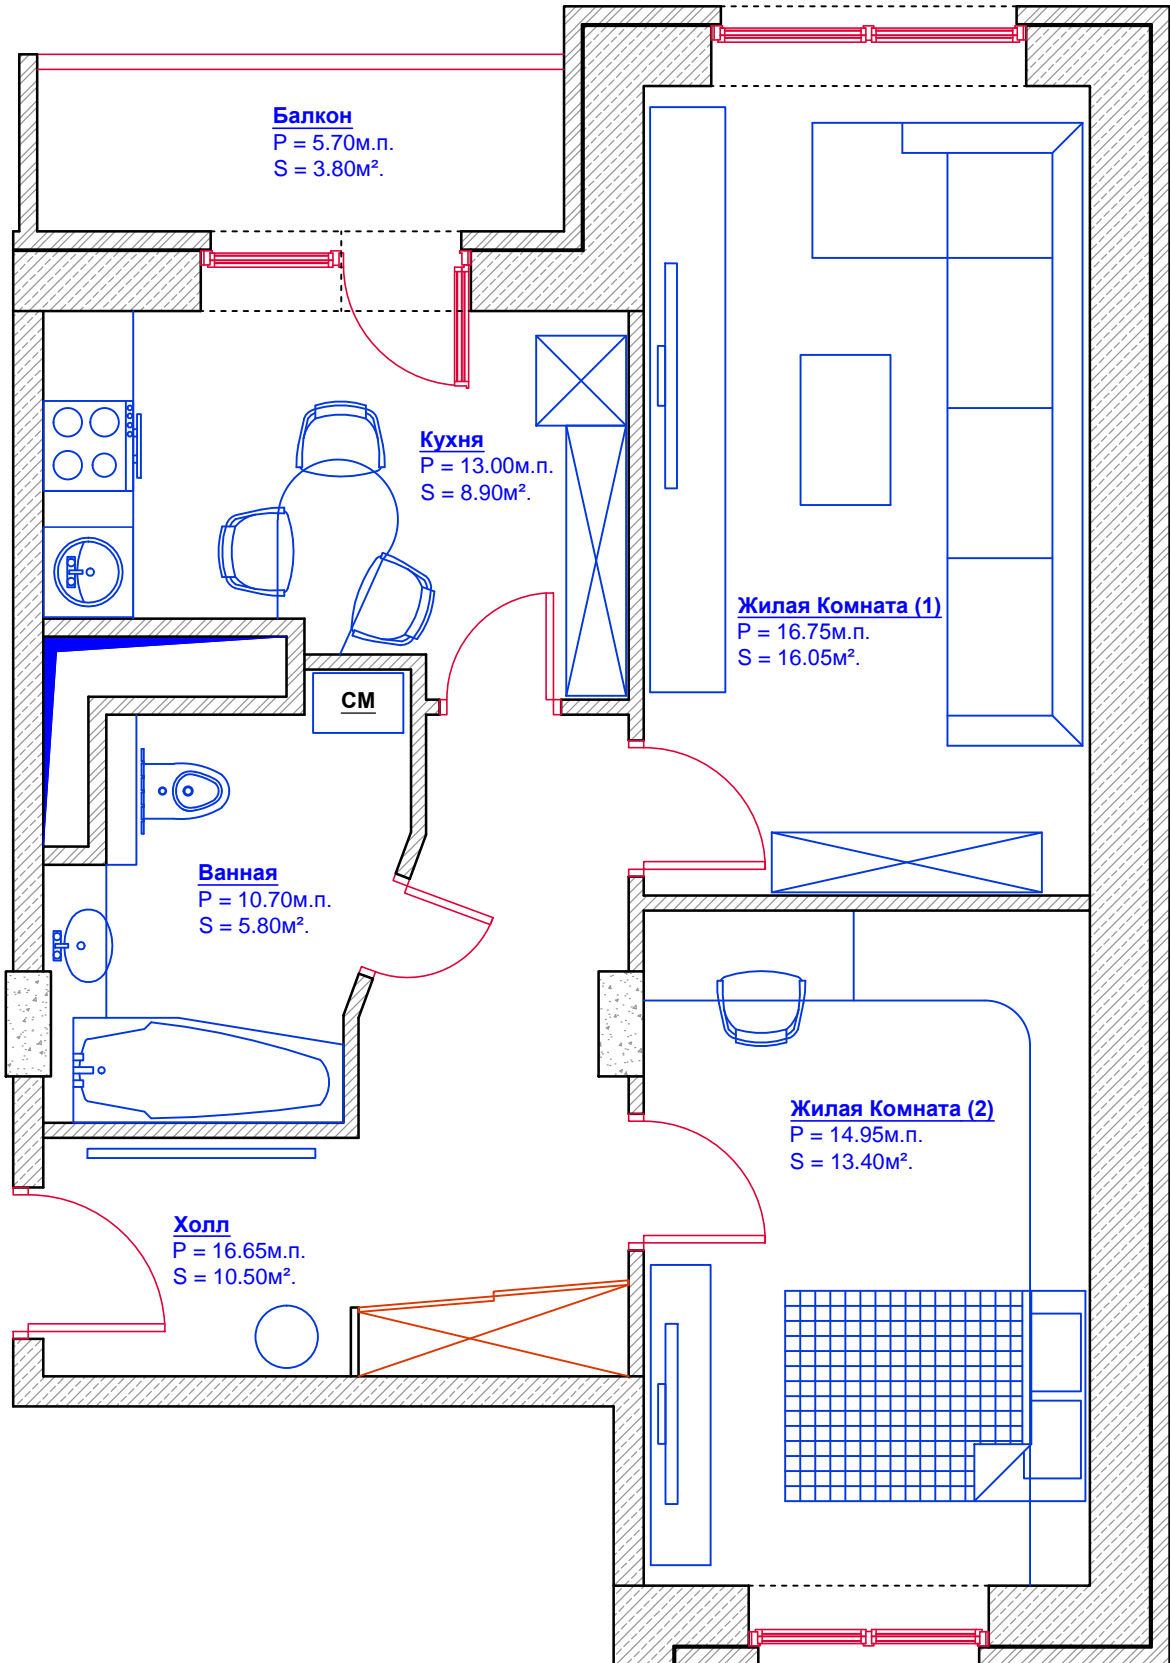 Балкон
P = 5.70м.п.
S = 3.80м².
Кухня
P = 13.00м.п.
S = 8.90м².
Жилая Комната (1)
P = 16.75м.п.
S = 16.05м².
СМ
Ванная
P = 10.70м.п.
S = 5.80м².
Жилая Комната (2)
P = 14.95м.п.
S = 13.40м².
Холл
P = 16.65м.п.
S = 10.50м².